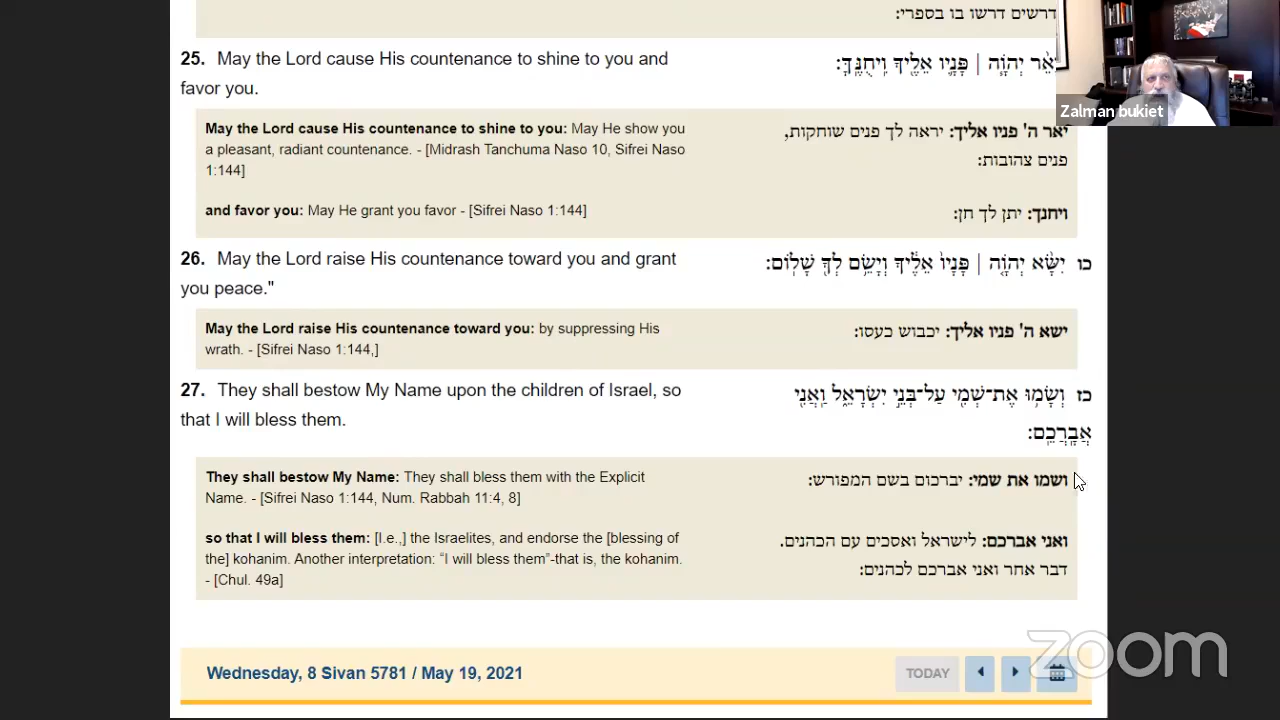 דרשים דרשו בו בספרי:
25. May the Lord cause His countenance to shine to you and
favor you.
יָאֵ֨ר יְהֹוָ֧ה | פָּנָ֛יו אֵלֶ֖יךָ וִֽיחֻנֶּֽךָּ:
Zalman bukiet
May the Lord cause His countenance to shine to you: May He show you
a pleasant, radiant countenance. - [Midrash Tanchuma Naso 10, Sifrei Naso
1:144]
יאר ה' פניו אליך: יראה לך פנים שוחקות,
פנים צהובות:
and favor you: May He grant you favor - [Sifrei Naso 1:144]
ויחנך: יתן לך חן:
26. May the Lord raise His countenance toward you and grant
you peace."
כו יִשָּׂ֨א יְהֹוָ֤ה | פָּנָיו֙ אֵלֶ֔יךָ וְיָשֵׂ֥ם לְךָ֖ שָׁלֽוֹם:
May the Lord raise His countenance toward you: by suppressing His
wrath. - [Sifrei Naso 1:144,]
ישא ה' פניו אליך: יכבוש כעסו:
27. They shall bestow My Name upon the children of Israel, so
that I will bless them.
כז וְשָׂמ֥וּ אֶת־שְׁמִ֖י עַל־בְּנֵ֣י יִשְׂרָאֵ֑ל וַֽאֲנִ֖י
אֲבָֽרְכֵֽם:
They shall bestow My Name: They shall bless them with the Explicit
Name. - [Sifrei Naso 1:144, Num. Rabbah 11:4, 8]
ושמו את שמי: יברכום בשם המפורש:
so that I will bless them: [I.e.,] the Israelites, and endorse the [blessing of
the] kohanim. Another interpretation: “I will bless them”-that is, the kohanim.
- [Chul. 49a]
ואני אברכם: לישראל ואסכים עם הכהנים.
דבר אחר ואני אברכם לכהנים:
Wednesday, 8 Sivan 5781 / May 19, 2021
TODAY
zoom